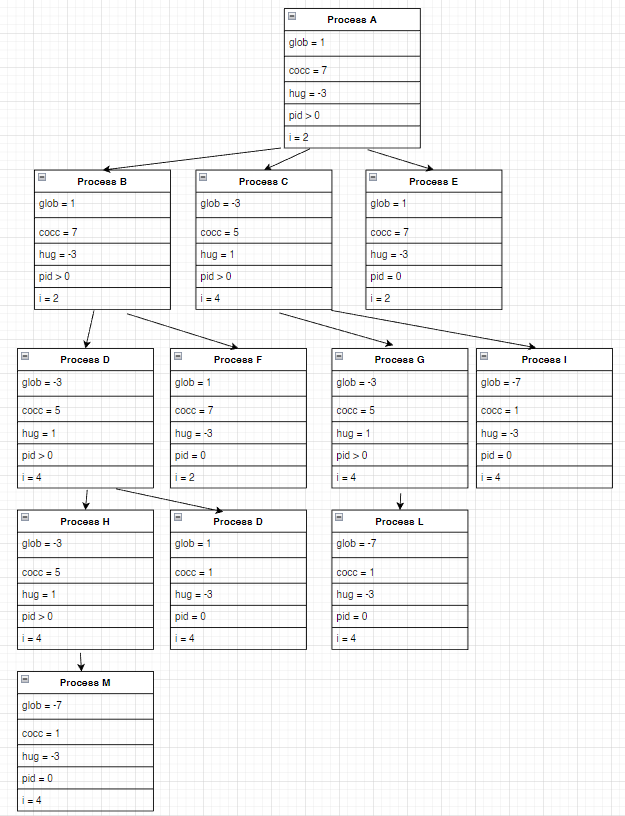 Process A
glob = 1
cocc = 7
hug = -3
pid > 0
i = 2
Process B
glob = 1
cocc = 7
hug = -3
pid > 0
i = 2
Process C
glob = -3
cocc = 5
hug = 1
pid > 0
i = 4
Process E
glob = 1
cocc = 7
hug = -3
pid = 0
i = 2
Process D
glob = -3
cocc = 5
hug = 1
pid > 0
i = 4
Process F
glob = 1
cocc = 7
hug = -3
pid = 0
i = 2
Process G
glob = -3
cocc = 5
hug = 1
pid > 0
i = 4
Process I
glob = -7
cocc = 1
hug = -3
pid = 0
i = 4
Process H
glob = -3
cocc = 5
hug = 1
pid > 0
i = 4
Process D
glob = 1
cocc = 1
hug = -3
pid = 0
i = 4
Process L
glob = -7
cocc = 1
hug = -3
pid = 0
i = 4
Process M
glob = -7
cocc = 1
hug = -3
pid = 0
i = 4